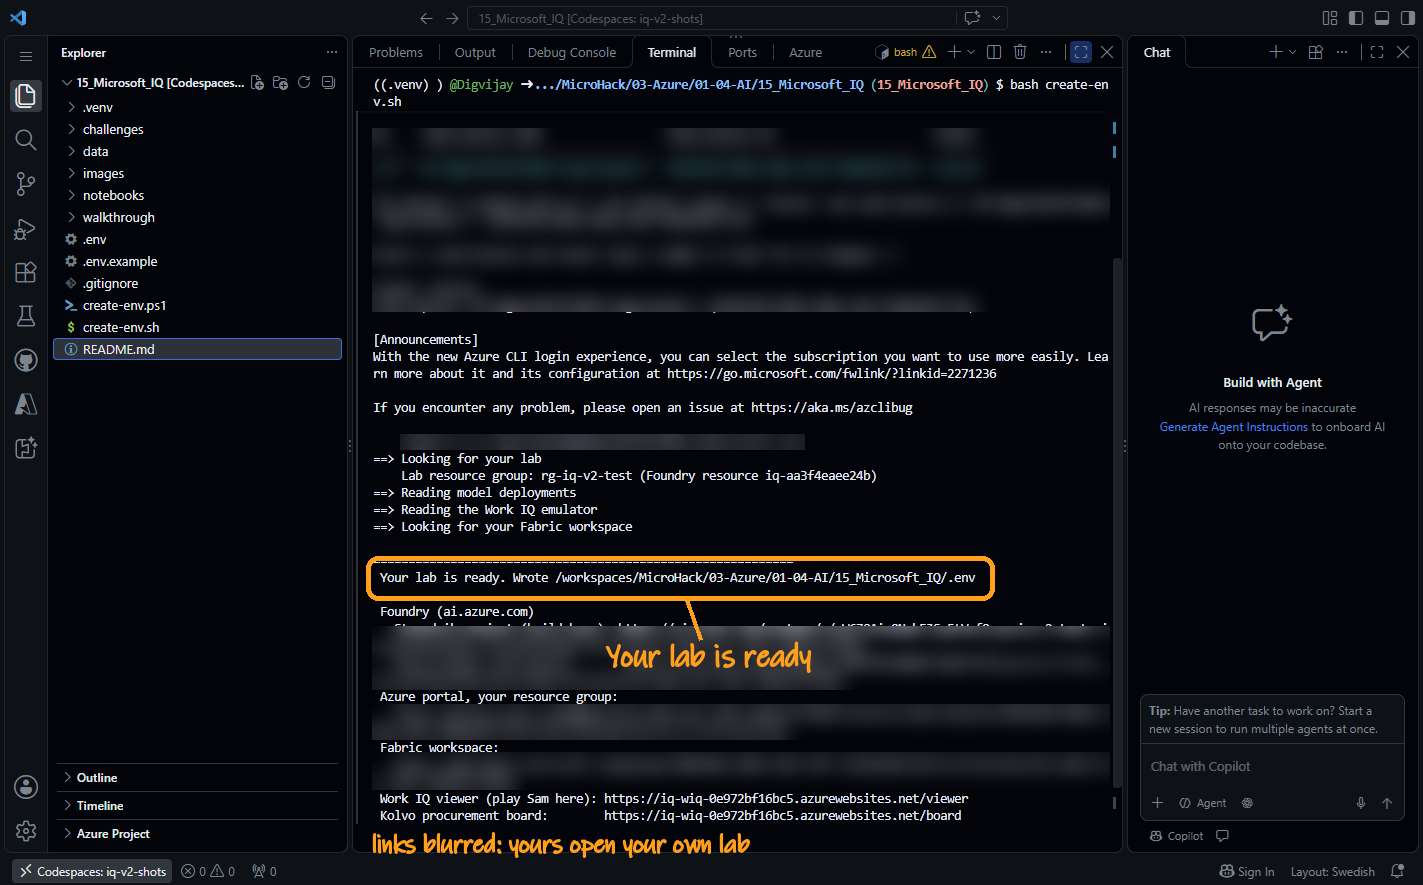 15_Microsoft_IQ [Codespaces: iq-v2-shots]
Explorer
15_Microsoft_IQ [Codespaces...
.venv
challenges
data
images
notebooks
walkthrough
.env
.env.example
.gitignore
create-env.ps1
create-env.sh
README.md
Outline
Timeline
Azure Project
Problems
Output
Debug Console
Terminal
Ports
Azure
bash
((.venv) ) @Digvijay ➜.../MicroHack/03-Azure/01-04-AI/15_Microsoft_IQ (15_Microsoft_IQ) $ bash create-en
v.sh
[Announcements]
With the new Azure CLI login experience, you can select the subscription you want to use more easily. Lea
rn more about it and its configuration at https://go.microsoft.com/fwlink/?linkid=2271236
If you encounter any problem, please open an issue at https://aka.ms/azclibug
==> Looking for your lab
Lab resource group: rg-iq-v2-test (Foundry resource iq-aa3f4eaee24b)
==> Reading model deployments
==> Reading the Work IQ emulator
==> Looking for your Fabric workspace
Your lab is ready. Wrote /workspaces/MicroHack/03-Azure/01-04-AI/15_Microsoft_IQ/.env
Foundry (ai.azure.com)
Your lab is ready
Azure portal, your resource group:
Fabric workspace:
Work IQ viewer (play Sam here): https://iq-wiq-0e972bf16bc5.azurewebsites.net/viewer
Kolvo procurement board: https://iq-wiq-0e972bf16bc5.azurewebsites.net/board
links blurred: yours open your own lab
Chat
Build with Agent
AI responses may be inaccurate
Generate Agent Instructions to onboard AI
onto your codebase.
Tip: Have another task to work on? Start a
new session to run multiple agents at once.
Chat with Copilot
Agent
Copilot
Codespaces: iq-v2-shots
0
0
0
Sign In
Layout: Swedish